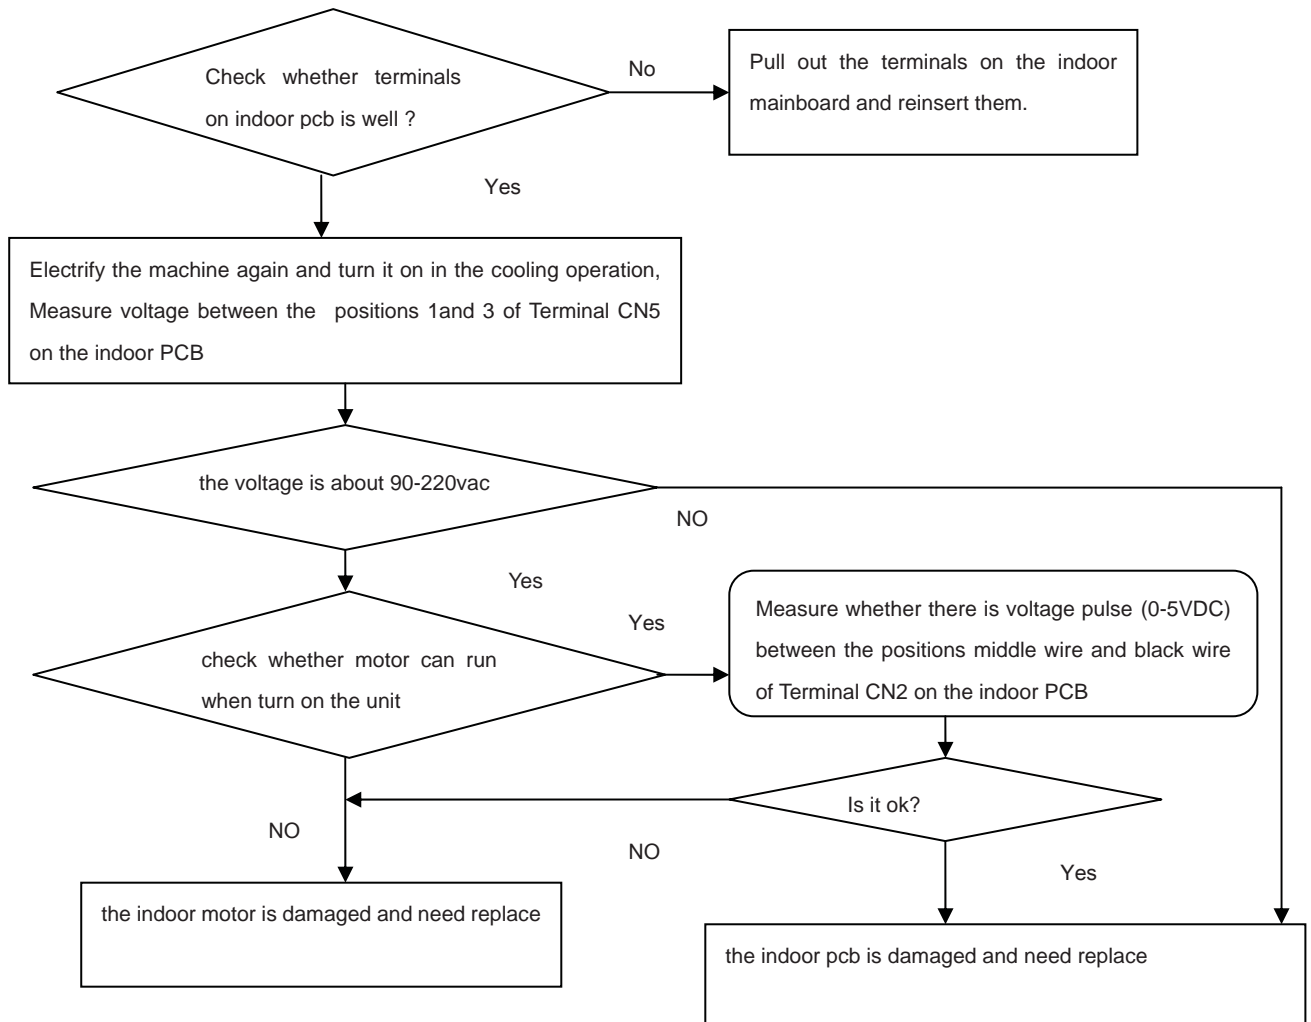 Check whether terminals
on indoor pcb is well ?
No
Pull out the terminals on the indoor
mainboard and reinsert them.
Yes
Electrify the machine again and turn it on in the cooling operation,
Measure voltage between the positions 1and 3 of Terminal CN5
on the indoor PCB
the voltage is about 90-220vac
NO
Yes
check whether motor can run
when turn on the unit
Yes
Measure whether there is voltage pulse (0-5VDC)
between the positions middle wire and black wire
of Terminal CN2 on the indoor PCB
Is it ok?
NO
NO
Yes
the indoor motor is damaged and need replace
the indoor pcb is damaged and need replace